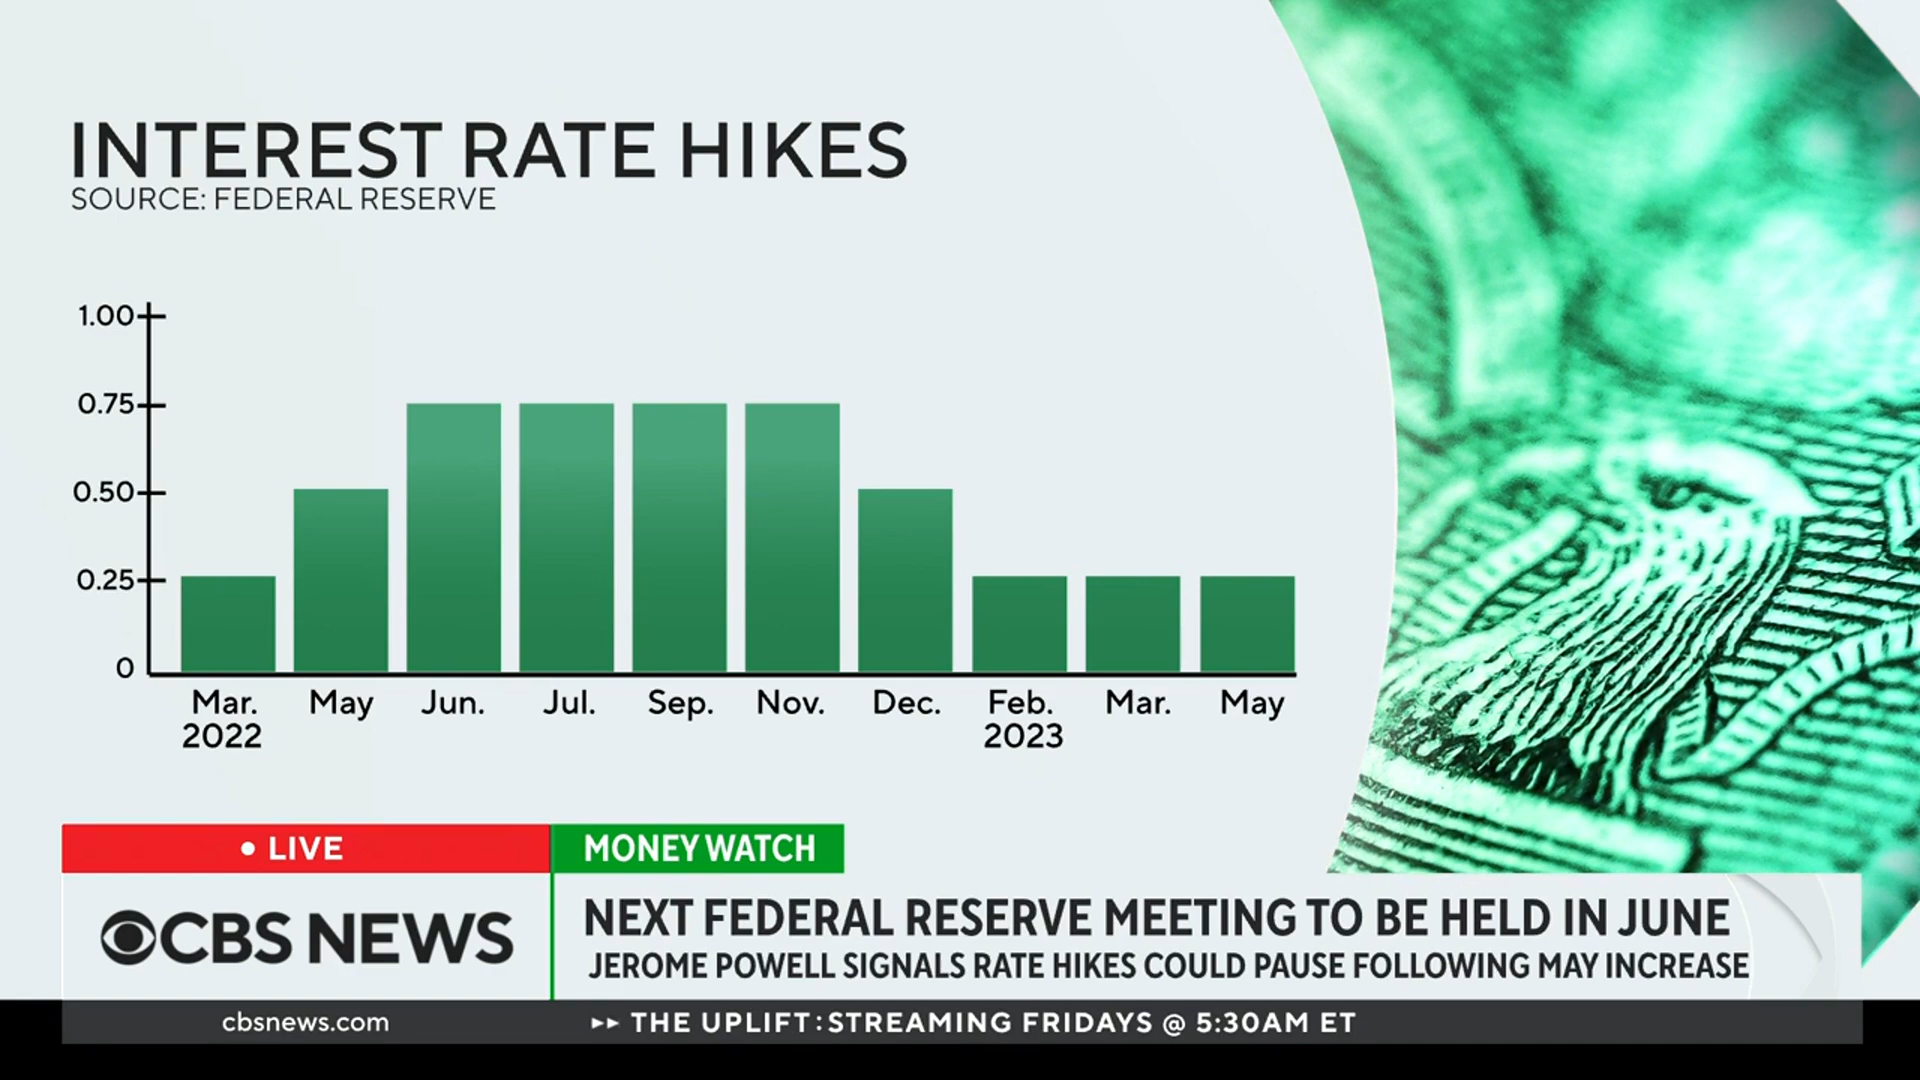 INTEREST RATE HIKES
SOURCE: FEDERAL RESERVE
1.00
0.75
0.50
0.25
0
Mar. May Jun. Jul. Sep. Nov. Dec. Feb. Mar. May
2022 2023
• LIVE
MONEY WATCH
CBS NEWS
NEXT FEDERAL RESERVE MEETING TO BE HELD IN JUNE
JEROME POWELL SIGNALS RATE HIKES COULD PAUSE FOLLOWING MAY INCREASE
cbsnews.com
THE UPLIFT: STREAMING FRIDAYS @ 5:30AM ET